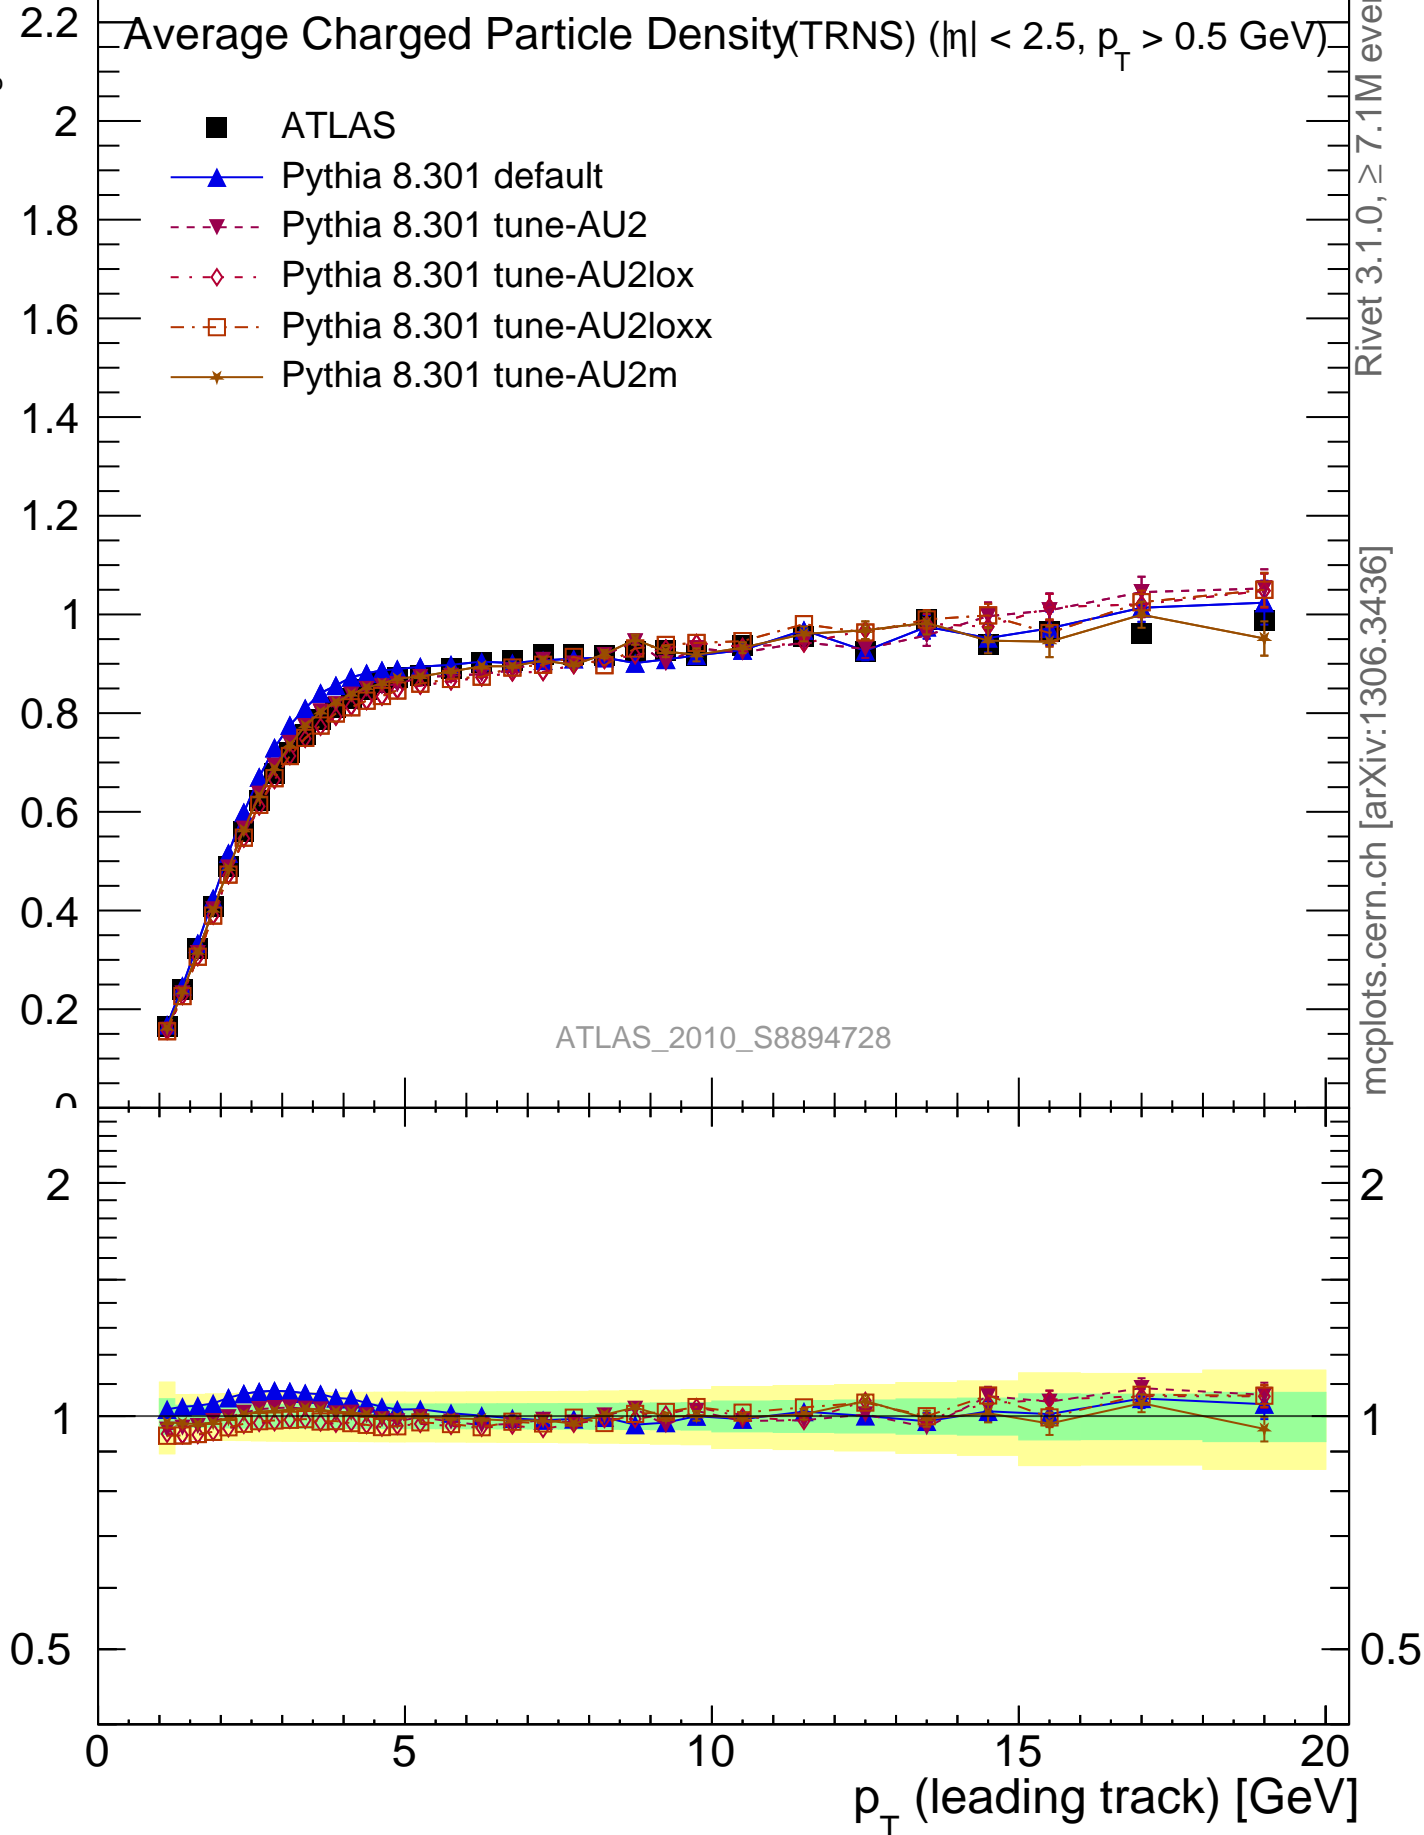 Average Charged Particle Density (TRNS) (|η| < 2.5, p_T > 0.5 GeV)
ATLAS
Pythia 8.301 default
Pythia 8.301 tune-AU2
Pythia 8.301 tune-AU2lox
Pythia 8.301 tune-AU2loxx
Pythia 8.301 tune-AU2m
2.2
2
1.8
1.6
1.4
1.2
1
0.8
0.6
0.4
0.2
0
ATLAS_2010_S8894728
Rivet 3.1.0, ≥ 7.1M even
mcplots.cern.ch [arXiv:1306.3436]
2
1
0.5
2
1
0.5
0 5 10 15 20
p_T (leading track) [GeV]